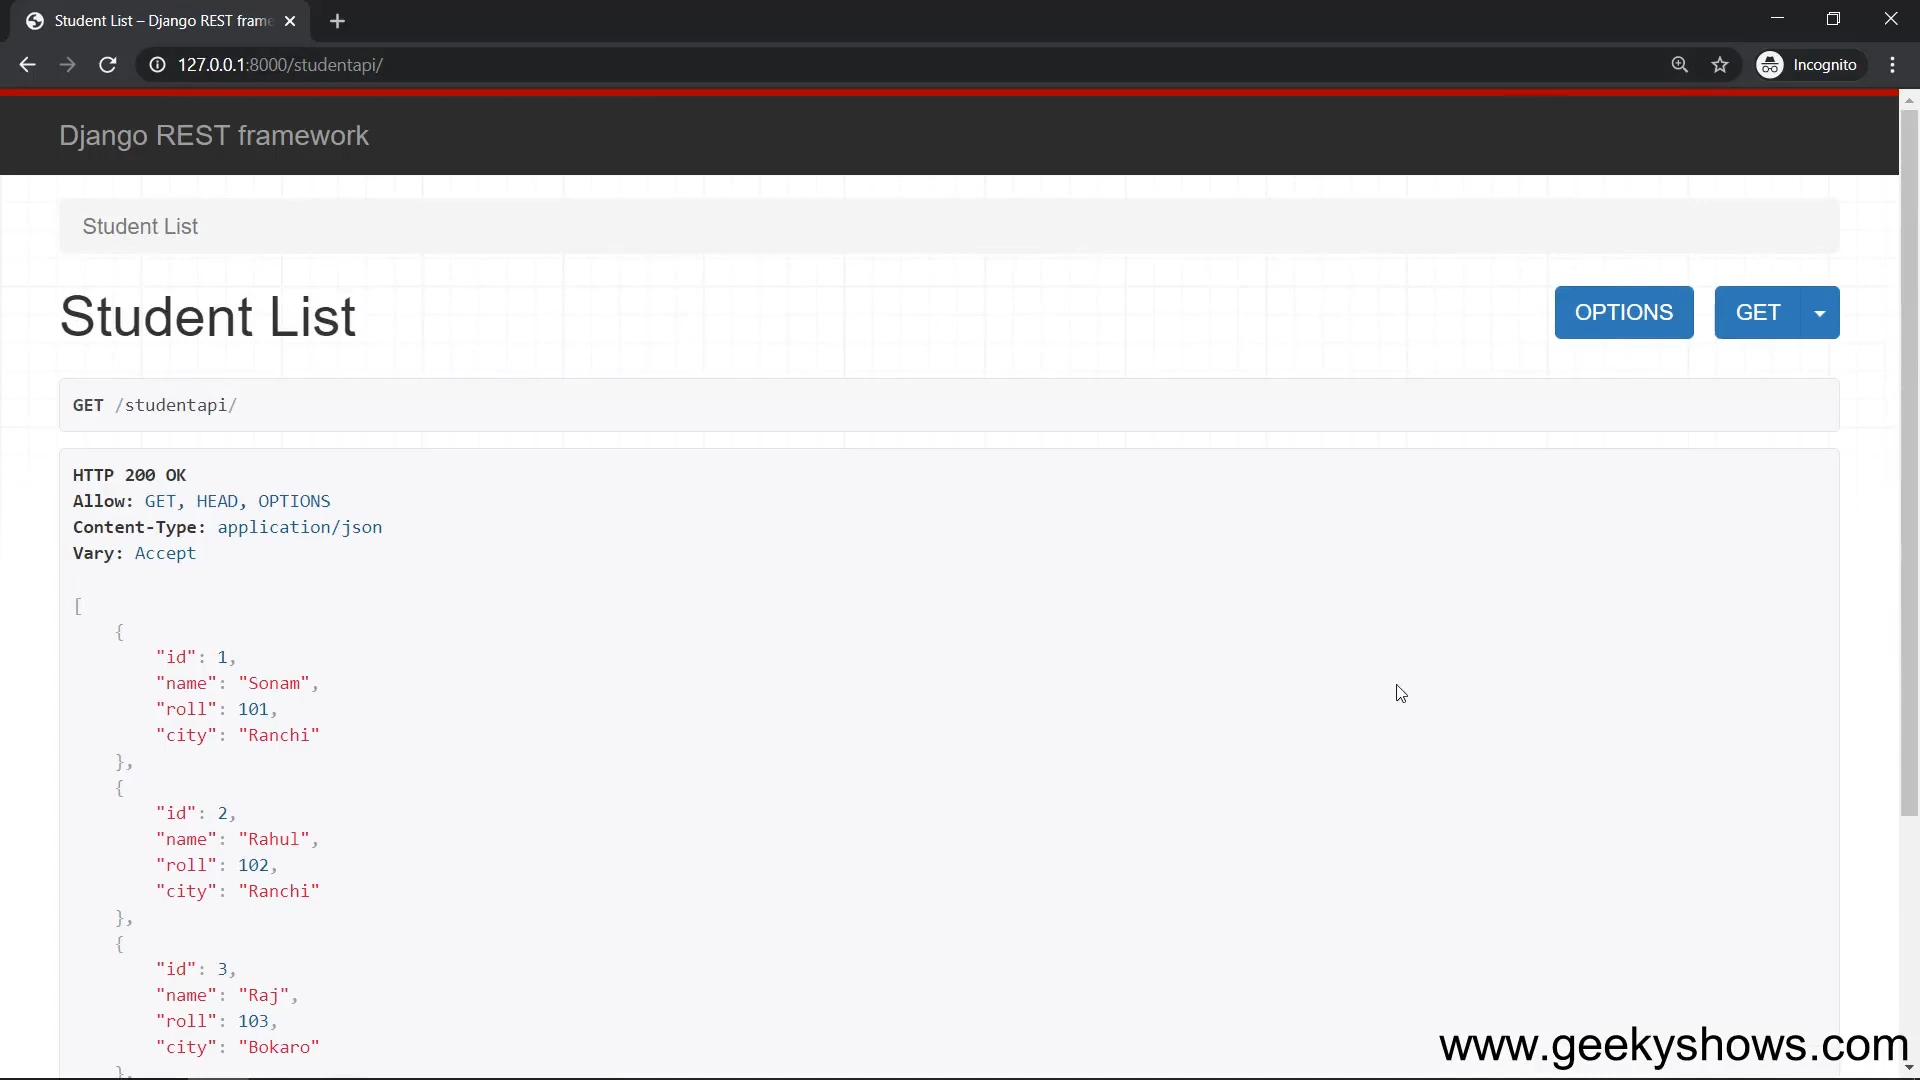 Student List – Django REST frame
127.0.0.1:8000/studentapi/
Incognito
Django REST framework
Student List
Student List
OPTIONS
GET
GET /studentapi/
HTTP 200 OK
Allow: GET, HEAD, OPTIONS
Content-Type: application/json
Vary: Accept
[
{
"id": 1,
"name": "Sonam",
"roll": 101,
"city": "Ranchi"
},
{
"id": 2,
"name": "Rahul",
"roll": 102,
"city": "Ranchi"
},
{
"id": 3,
"name": "Raj",
"roll": 103,
"city": "Bokaro"
},
www.geekyshows.com